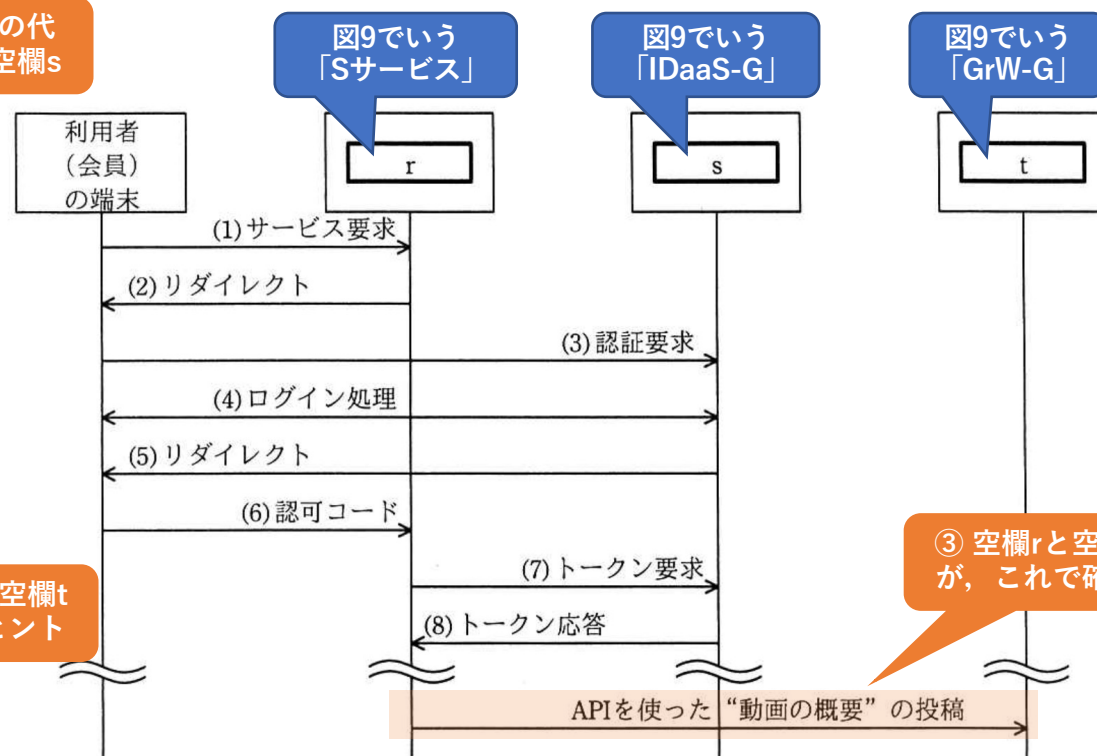 の代
空欄s
図9でいう
「Sサービス」
図9でいう
「IDaaS-G」
図9でいう
「GrW-G」
利用者
(会員)
の端末
r
s
t
(1)サービス要求
(2)リダイレクト
(3)認証要求
(4)ログイン処理
(5)リダイレクト
(6)認可コード
③ 空欄rと空
が，これで確
(7)トークン要求
空欄t
ヒント
(8)トークン応答
APIを使った“動画の概要”の投稿